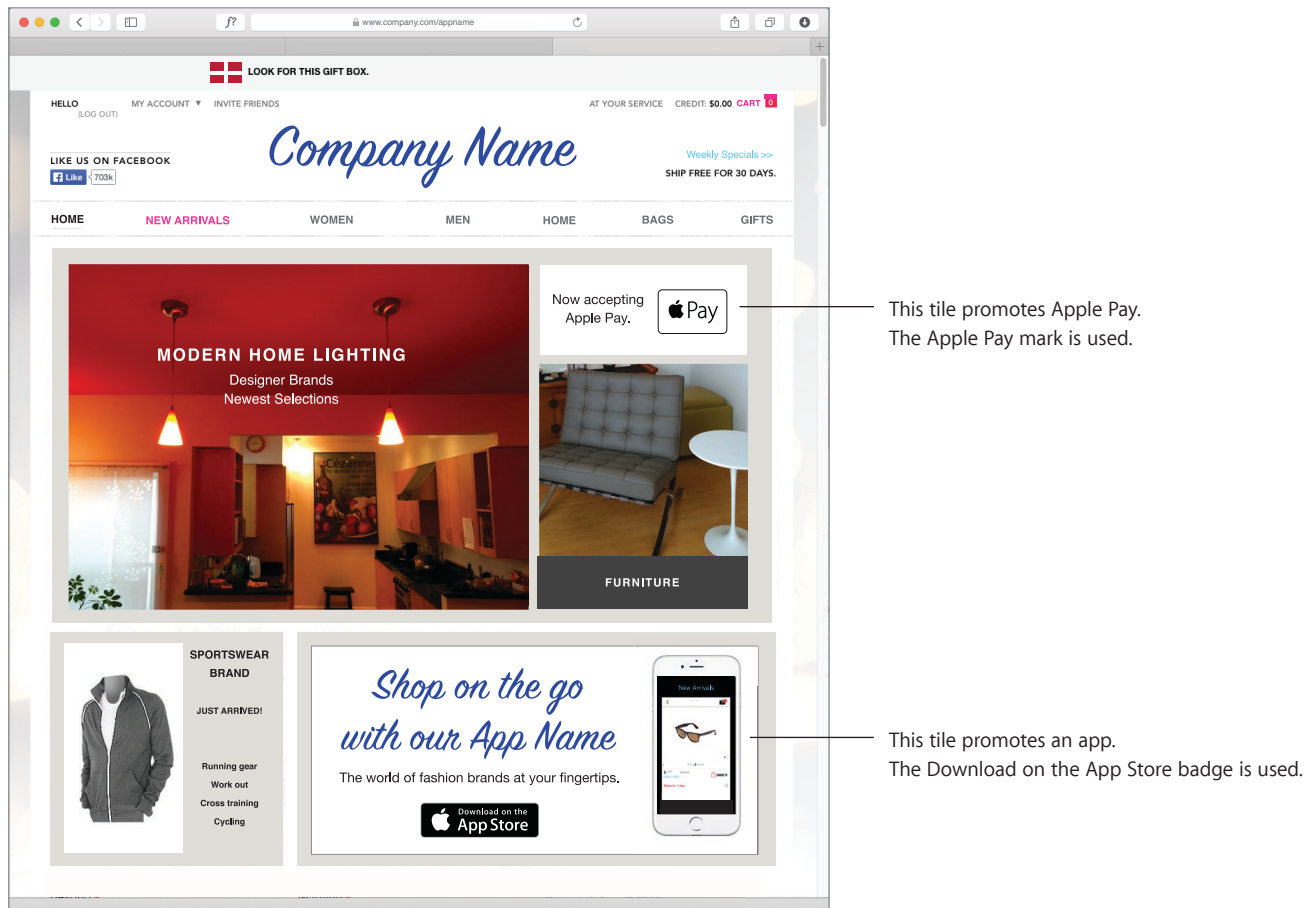 f?
www.company.com/appname
LOOK FOR THIS GIFT BOX.
HELLO
(LOG OUT)
MY ACCOUNT ▼ INVITE FRIENDS
AT YOUR SERVICE CREDIT: $0.00 CART 0
LIKE US ON FACEBOOK
Like 703k
Company Name
Weekly Specials >>
SHIP FREE FOR 30 DAYS.
HOME NEW ARRIVALS WOMEN MEN HOME BAGS GIFTS
MODERN HOME LIGHTING
Designer Brands
Newest Selections
Cézanne
Now accepting
Apple Pay.
Pay
This tile promotes Apple Pay.
The Apple Pay mark is used.
FURNITURE
SPORTSWEAR
BRAND
JUST ARRIVED!
Running gear
Work out
Cross training
Cycling
Shop on the go
with our App Name
The world of fashion brands at your fingertips.
Download on the
App Store
New Arrivals
This tile promotes an app.
The Download on the App Store badge is used.